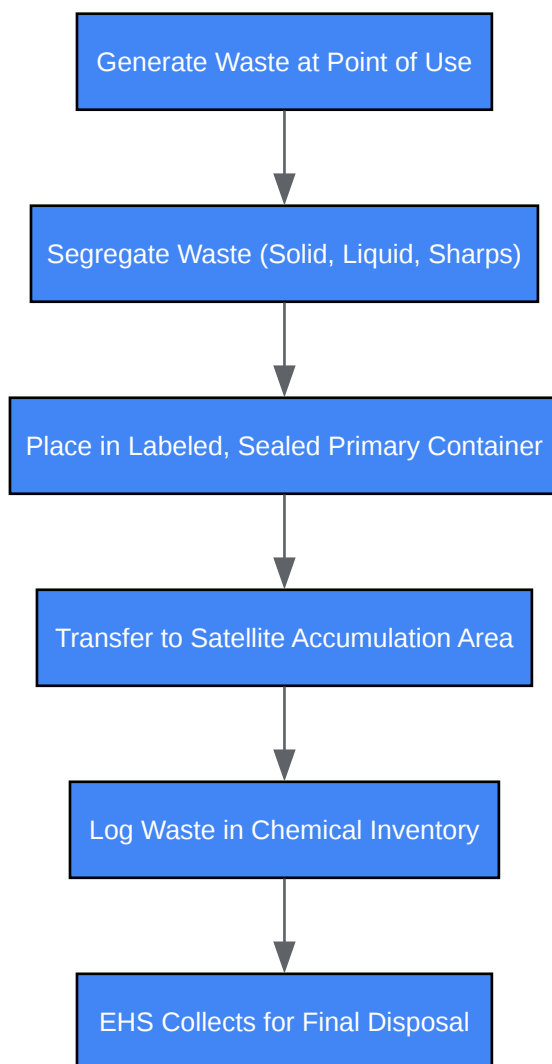 Generate Waste at Point of Use
Segregate Waste (Solid, Liquid, Sharps)
Place in Labeled, Sealed Primary Container
Transfer to Satellite Accumulation Area
Log Waste in Chemical Inventory
EHS Collects for Final Disposal